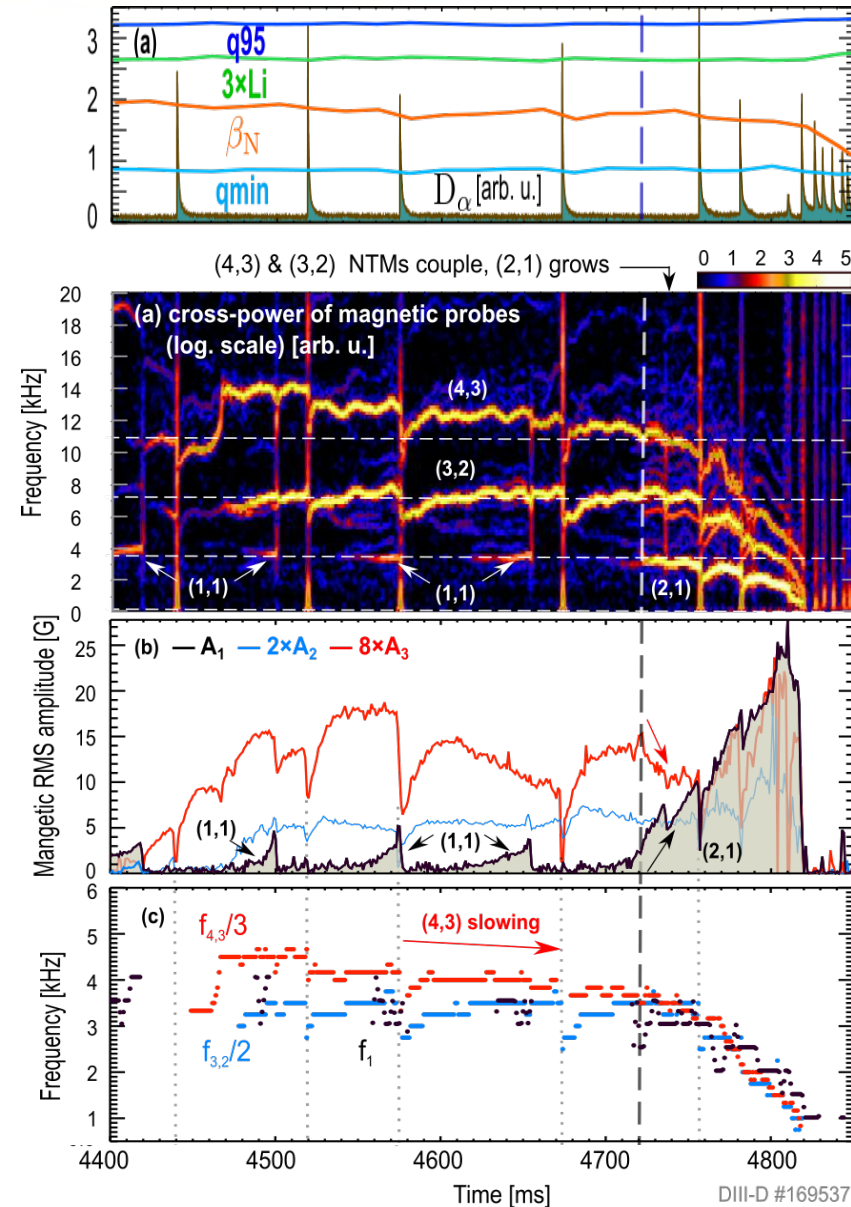 (a)
q95
3×Li
βN
qmin
Dα [arb. u.]
3
2
1
0
(4,3) & (3,2) NTMs couple, (2,1) grows
0 1 2 3 4 5
(a) cross-power of magnetic probes
(log. scale) [arb. u.]
(4,3)
(3,2)
(1,1)
(1,1)
(2,1)
20
18
16
14
12
10
8
6
4
2
0
Frequency [kHz]
(b) A1 2×A2 8×A3
(1,1)
(1,1)
(2,1)
25
20
15
10
5
0
Mangetic RMS amplitude [G]
(c)
f4,3/3
(4,3) slowing
f3,2/2
f1
6
5
4
3
2
1
Frequency [kHz]
4400 4500 4600 4700 4800
Time [ms]
DIII-D #169537